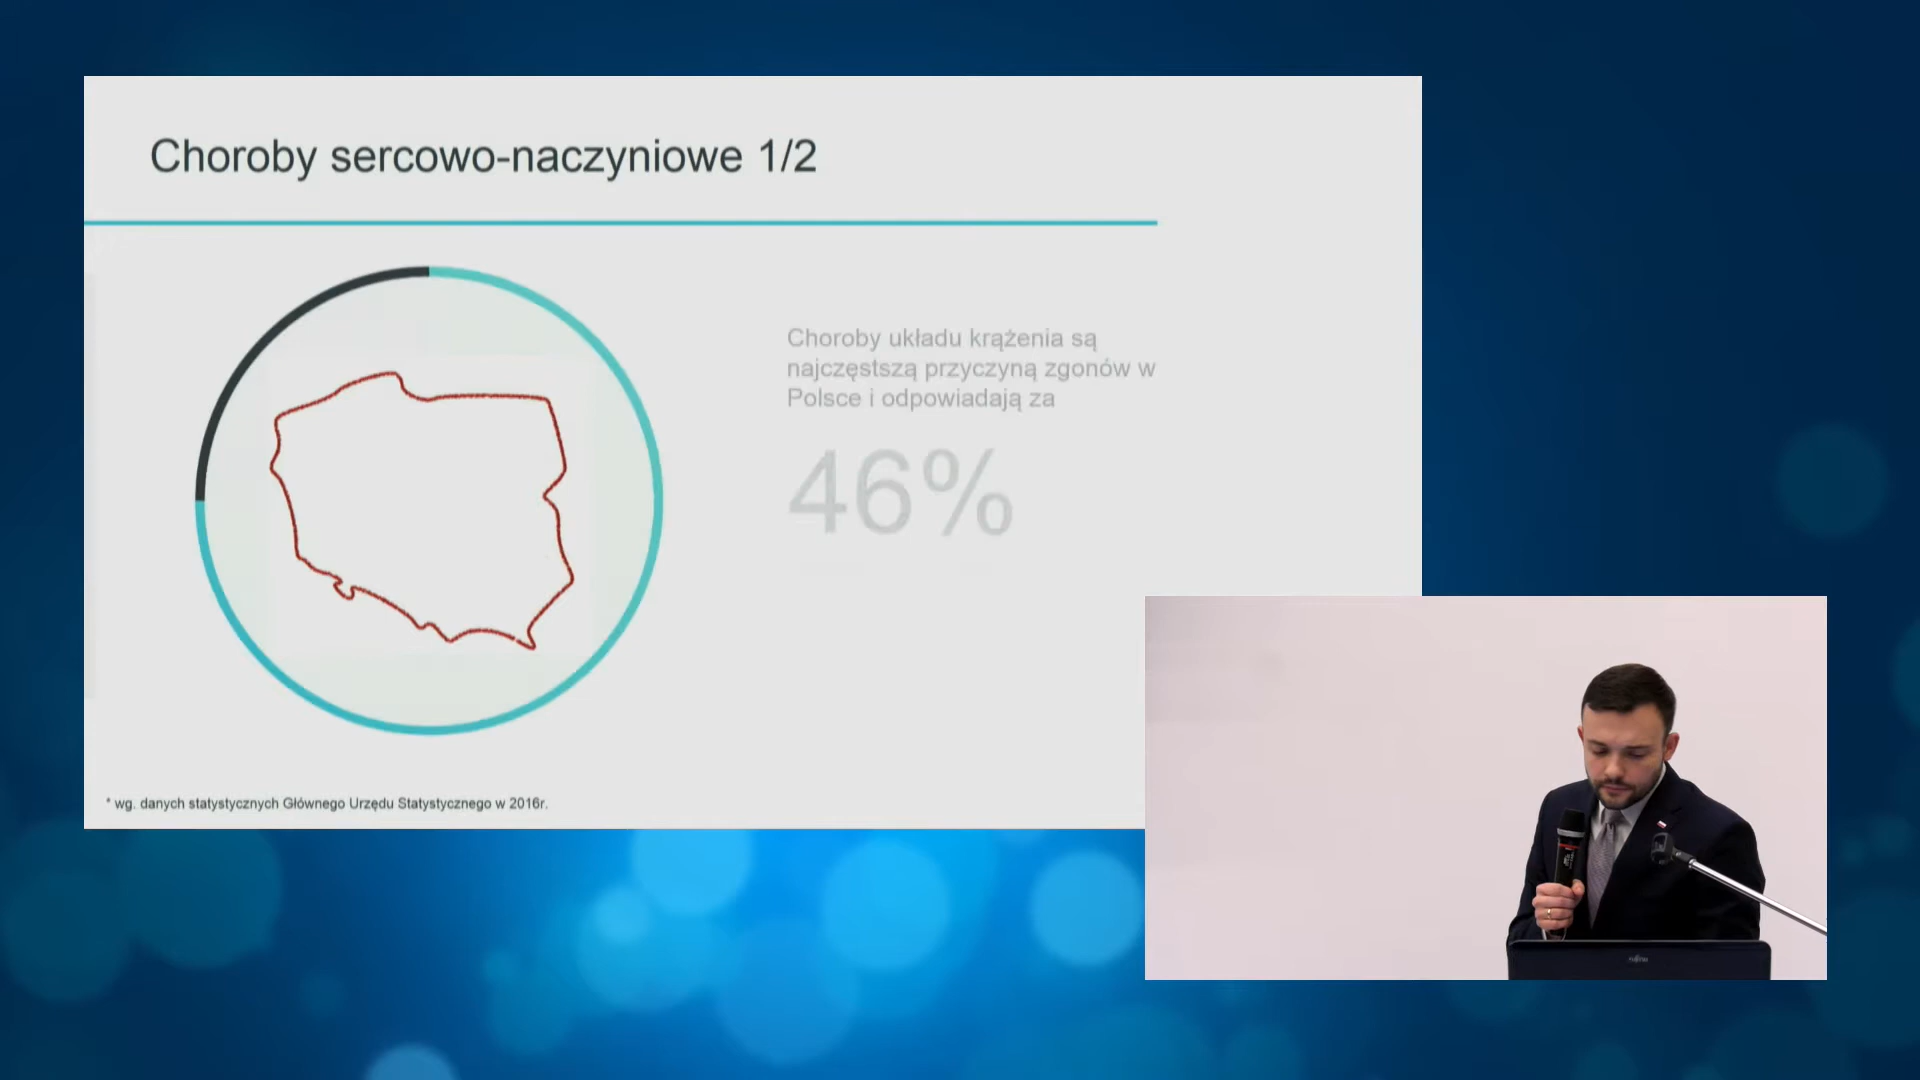 Choroby sercowo-naczyniowe 1/2
Choroby układu krążenia są
najczęstszą przyczyną zgonów w
Polsce i odpowiadają za
46%
* wg. danych statystycznych Głównego Urzędu Statystycznego w 2016r.
FUJITSU